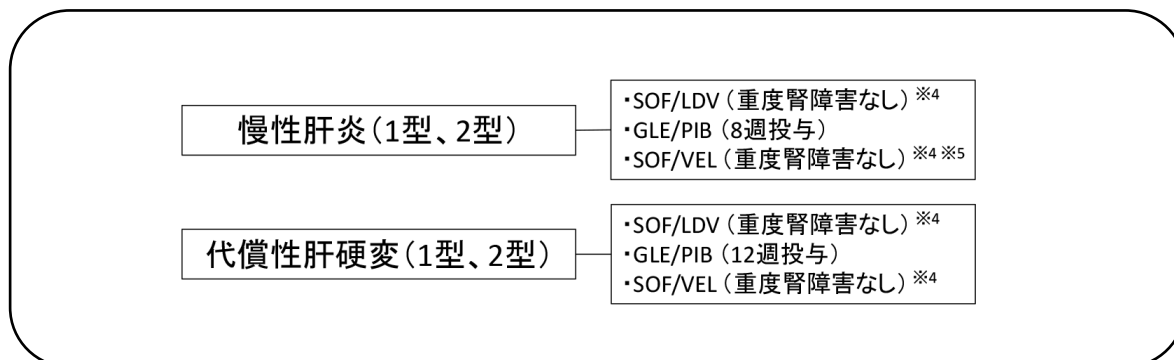 慢性肝炎（1型、2型）
・SOF/LDV（重度腎障害なし）※4
・GLE/PIB（8週投与）
・SOF/VEL（重度腎障害なし）※4 ※5
代償性肝硬変（1型、2型）
・SOF/LDV（重度腎障害なし）※4
・GLE/PIB（12週投与）
・SOF/VEL（重度腎障害なし）※4